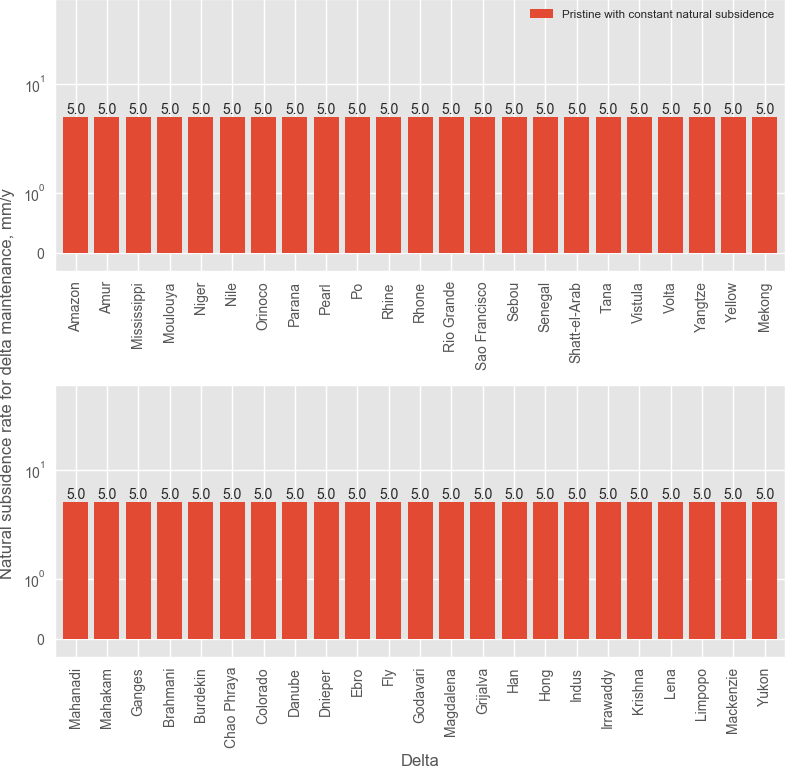 Pristine with constant natural subsidence
10^1
5.0 5.0 5.0 5.0 5.0 5.0 5.0 5.0 5.0 5.0 5.0 5.0 5.0 5.0 5.0 5.0 5.0 5.0 5.0 5.0 5.0 5.0 5.0
10^0
0
Amazon
Amur
Mississippi
Moulouya
Niger
Nile
Orinoco
Parana
Pearl
Po
Rhine
Rhone
Rio Grande
Sao Francisco
Sebou
Senegal
Shatt-el-Arab
Tana
Vistula
Volta
Yangtze
Yellow
Mekong
Natural subsidence rate for delta maintenance, mm/y
10^1
5.0 5.0 5.0 5.0 5.0 5.0 5.0 5.0 5.0 5.0 5.0 5.0 5.0 5.0 5.0 5.0 5.0 5.0 5.0 5.0 5.0 5.0 5.0
10^0
0
Mahanadi
Mahakam
Ganges
Brahmani
Burdekin
Chao Phraya
Colorado
Danube
Dnieper
Ebro
Fly
Godavari
Magdalena
Grijalva
Han
Hong
Indus
Irrawaddy
Krishna
Lena
Limpopo
Mackenzie
Yukon
Delta